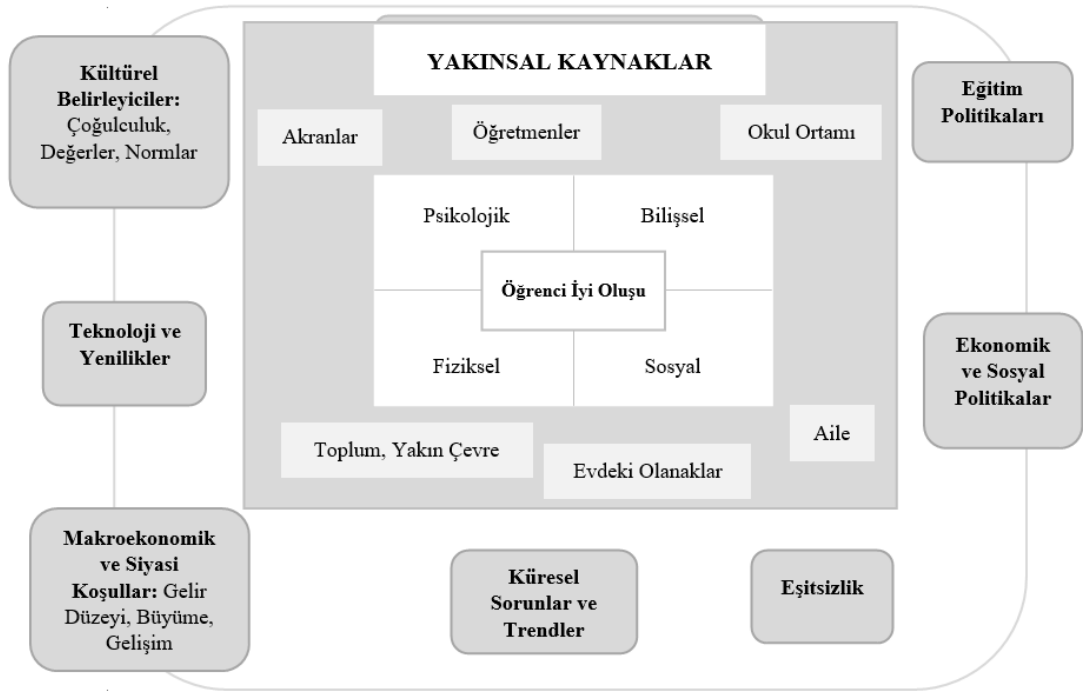 YAKINSAL KAYNAKLAR
Kültürel
Belirleyiciler:
Çoğulculuk,
Değerler, Normlar
Eğitim
Politikaları
Akranlar
Öğretmenler
Okul Ortamı
Psikolojik
Bilişsel
Öğrenci İyi Oluşu
Fiziksel
Sosyal
Teknoloji ve
Yenilikler
Ekonomik
ve Sosyal
Politikalar
Aile
Toplum, Yakın Çevre
Evdeki Olanaklar
Makroekonomik
ve Siyasi
Koşullar: Gelir
Düzeyi, Büyüme,
Gelişim
Küresel
Sorunlar ve
Trendler
Eşitsizlik